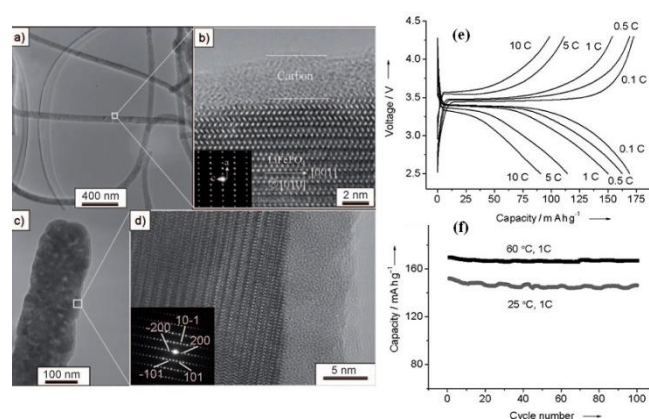 a)
400 nm
b)
Carbon
LiFePO4
[001]
[010]
a
c
2 nm
c)
100 nm
d)
-200
10-1
200
-101
101
5 nm
(e)
Voltage / V
4.5
4.0
3.5
3.0
2.5
10 C
5 C
1 C
0.5 C
0.1 C
0.1 C
0.5 C
1 C
5 C
10 C
0 25 50 75 100 125 150 175
Capacity / mA h g-1
(f)
Capacity / mA h g-1
160
120
80
60 °C, 1C
25 °C, 1C
0 20 40 60 80 100
Cycle number